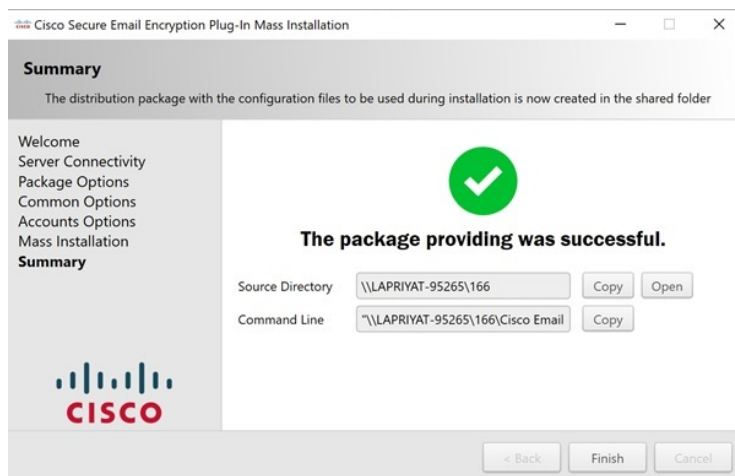 Cisco Secure Email Encryption Plug-In Mass Installation
Summary
The distribution package with the configuration files to be used during installation is now created in the shared folder
Welcome
Server Connectivity
Package Options
Common Options
Accounts Options
Mass Installation
Summary
The package providing was successful.
Source Directory \\LAPRIYAT-95265\166 Copy Open
Command Line "\\LAPRIYAT-95265\166\Cisco Email Copy
CISCO
< Back Finish Cancel